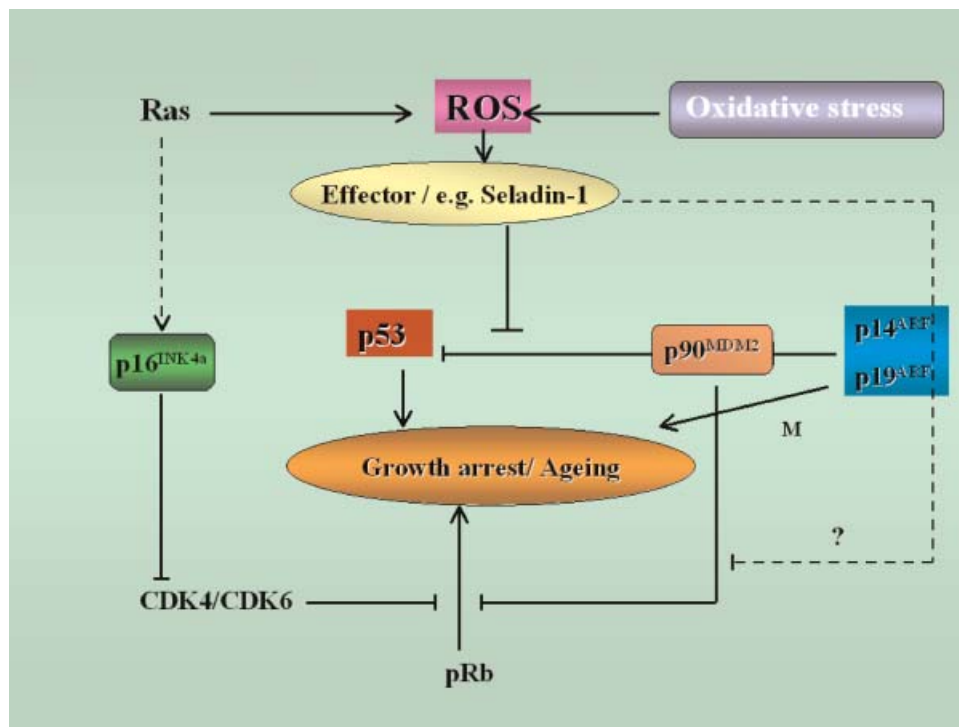 Ras
ROS
Oxidative stress
Effector / e.g. Seladin-1
p53
p90MDM2
p14ARF
p16INK4a
p19ARF
M
Growth arrest/ Ageing
?
CDK4/CDK6
pRb